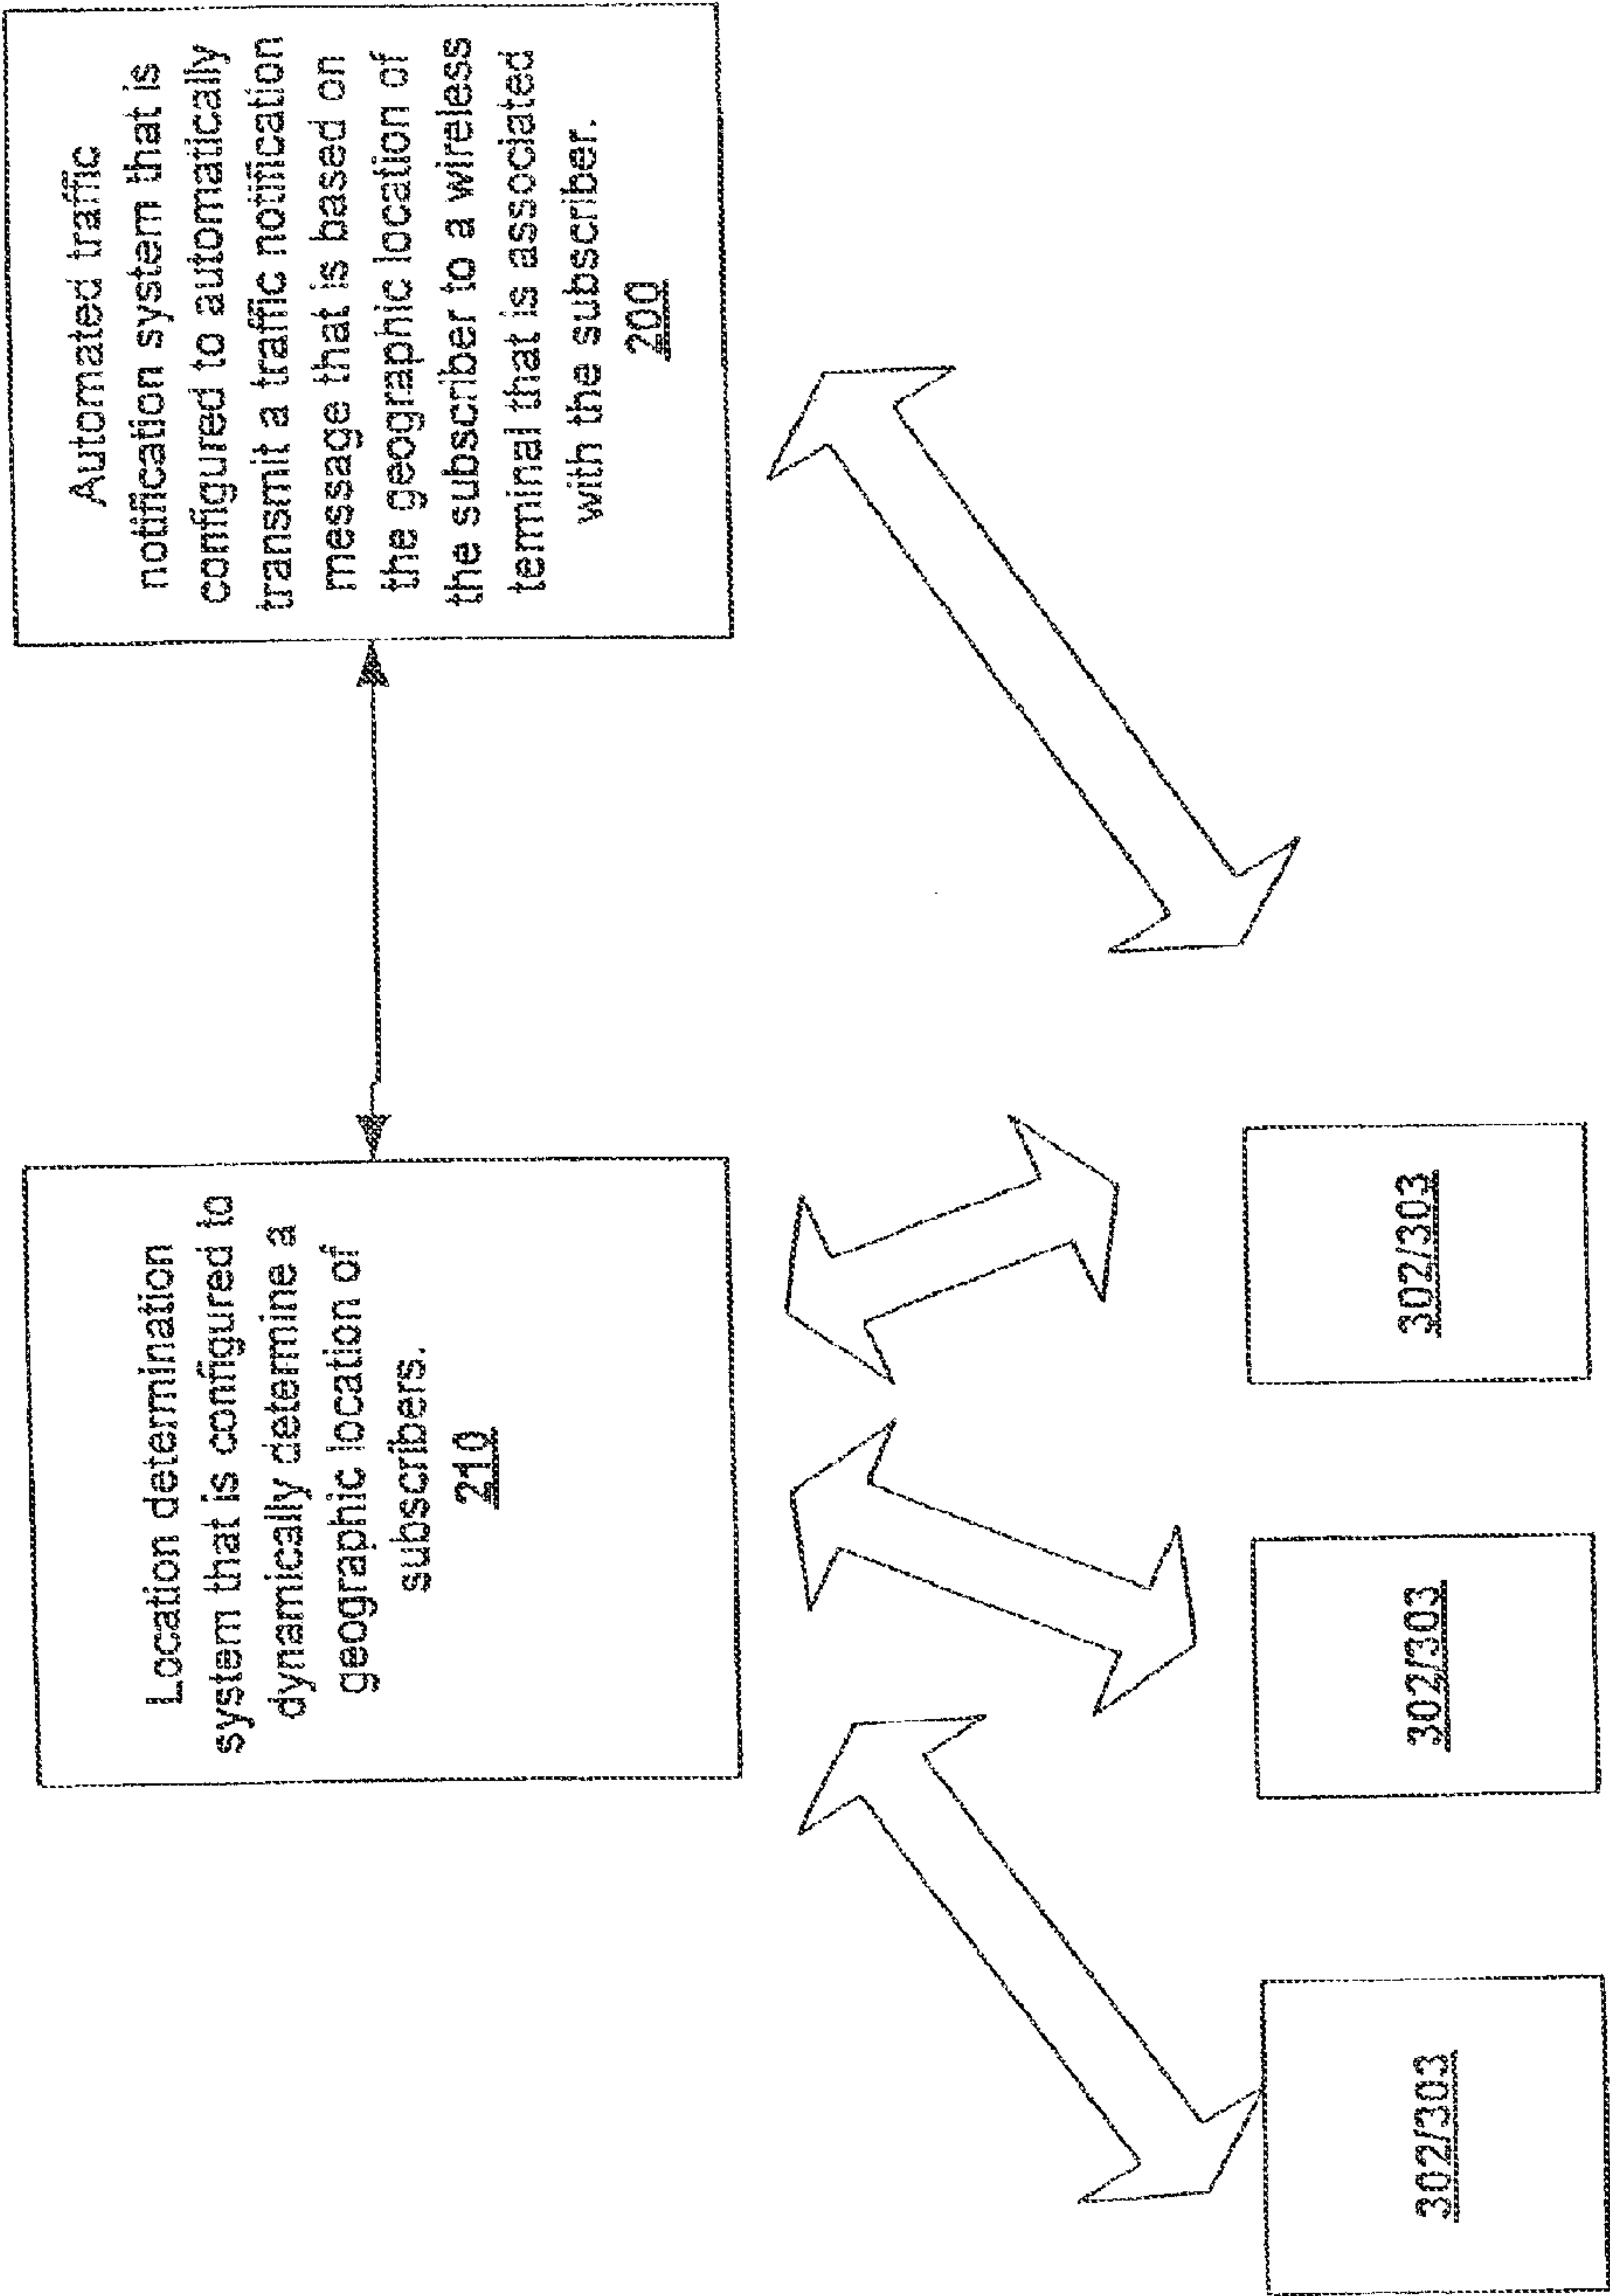 Location determination
system that is configured to
dynamically determine a
geographic location of
subscribers.
210
Automated traffic
notification system that is
configured to automatically
transmit a traffic notification
message that is based on
the geographic location of
the subscriber to a wireless
terminal that is associated
with the subscriber.
200
302/303
302/303
302/303